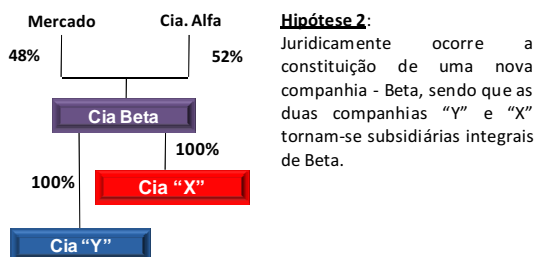 Mercado
Cia. Alfa
48%
52%
Cia Beta
100%
100%
Cia “X”
Cia “Y”
Hipótese 2:
Juridicamente ocorre a
constituição de uma nova
companhia - Beta, sendo que as
duas companhias “Y” e “X”
tornam-se subsidiárias integrais
de Beta.